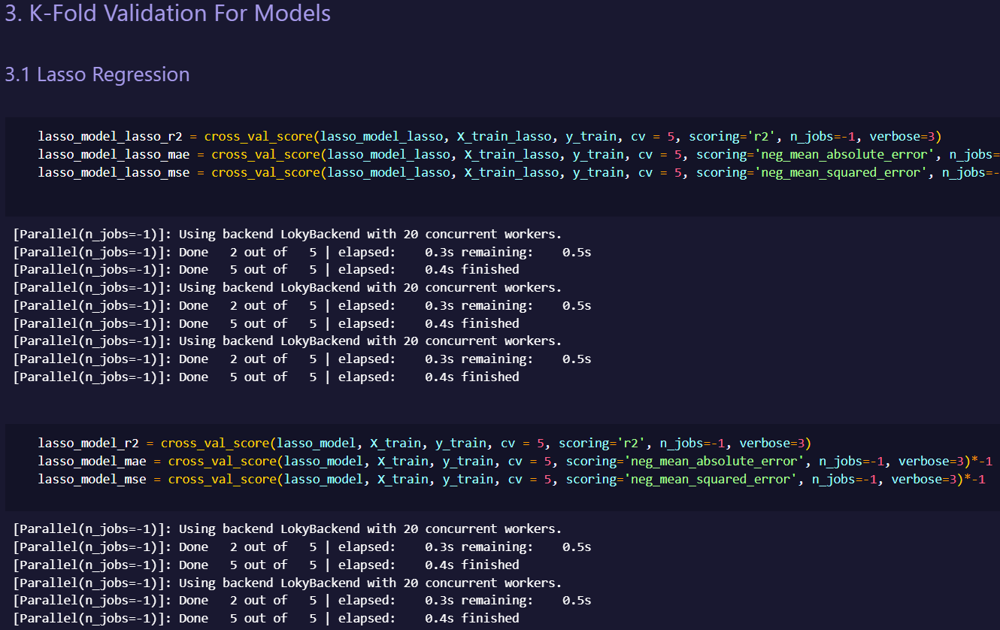 3. K-Fold Validation For Models
3.1 Lasso Regression
lasso_model_lasso_r2 = cross_val_score(lasso_model_lasso, X_train_lasso, y_train, cv = 5, scoring='r2', n_jobs=-1, verbose=3)
lasso_model_lasso_mae = cross_val_score(lasso_model_lasso, X_train_lasso, y_train, cv = 5, scoring='neg_mean_absolute_error', n_jobs=
lasso_model_lasso_mse = cross_val_score(lasso_model_lasso, X_train_lasso, y_train, cv = 5, scoring='neg_mean_squared_error', n_jobs=-
[Parallel(n_jobs=-1)]: Using backend LokyBackend with 20 concurrent workers.
[Parallel(n_jobs=-1)]: Done   2 out of   5 | elapsed:    0.3s remaining:    0.5s
[Parallel(n_jobs=-1)]: Done   5 out of   5 | elapsed:    0.4s finished
[Parallel(n_jobs=-1)]: Using backend LokyBackend with 20 concurrent workers.
[Parallel(n_jobs=-1)]: Done   2 out of   5 | elapsed:    0.3s remaining:    0.5s
[Parallel(n_jobs=-1)]: Done   5 out of   5 | elapsed:    0.4s finished
[Parallel(n_jobs=-1)]: Using backend LokyBackend with 20 concurrent workers.
[Parallel(n_jobs=-1)]: Done   2 out of   5 | elapsed:    0.3s remaining:    0.5s
[Parallel(n_jobs=-1)]: Done   5 out of   5 | elapsed:    0.4s finished
lasso_model_r2 = cross_val_score(lasso_model, X_train, y_train, cv = 5, scoring='r2', n_jobs=-1, verbose=3)
lasso_model_mae = cross_val_score(lasso_model, X_train, y_train, cv = 5, scoring='neg_mean_absolute_error', n_jobs=-1, verbose=3)*-1
lasso_model_mse = cross_val_score(lasso_model, X_train, y_train, cv = 5, scoring='neg_mean_squared_error', n_jobs=-1, verbose=3)*-1
[Parallel(n_jobs=-1)]: Using backend LokyBackend with 20 concurrent workers.
[Parallel(n_jobs=-1)]: Done   2 out of   5 | elapsed:    0.3s remaining:    0.5s
[Parallel(n_jobs=-1)]: Done   5 out of   5 | elapsed:    0.4s finished
[Parallel(n_jobs=-1)]: Using backend LokyBackend with 20 concurrent workers.
[Parallel(n_jobs=-1)]: Done   2 out of   5 | elapsed:    0.3s remaining:    0.5s
[Parallel(n_jobs=-1)]: Done   5 out of   5 | elapsed:    0.4s finished